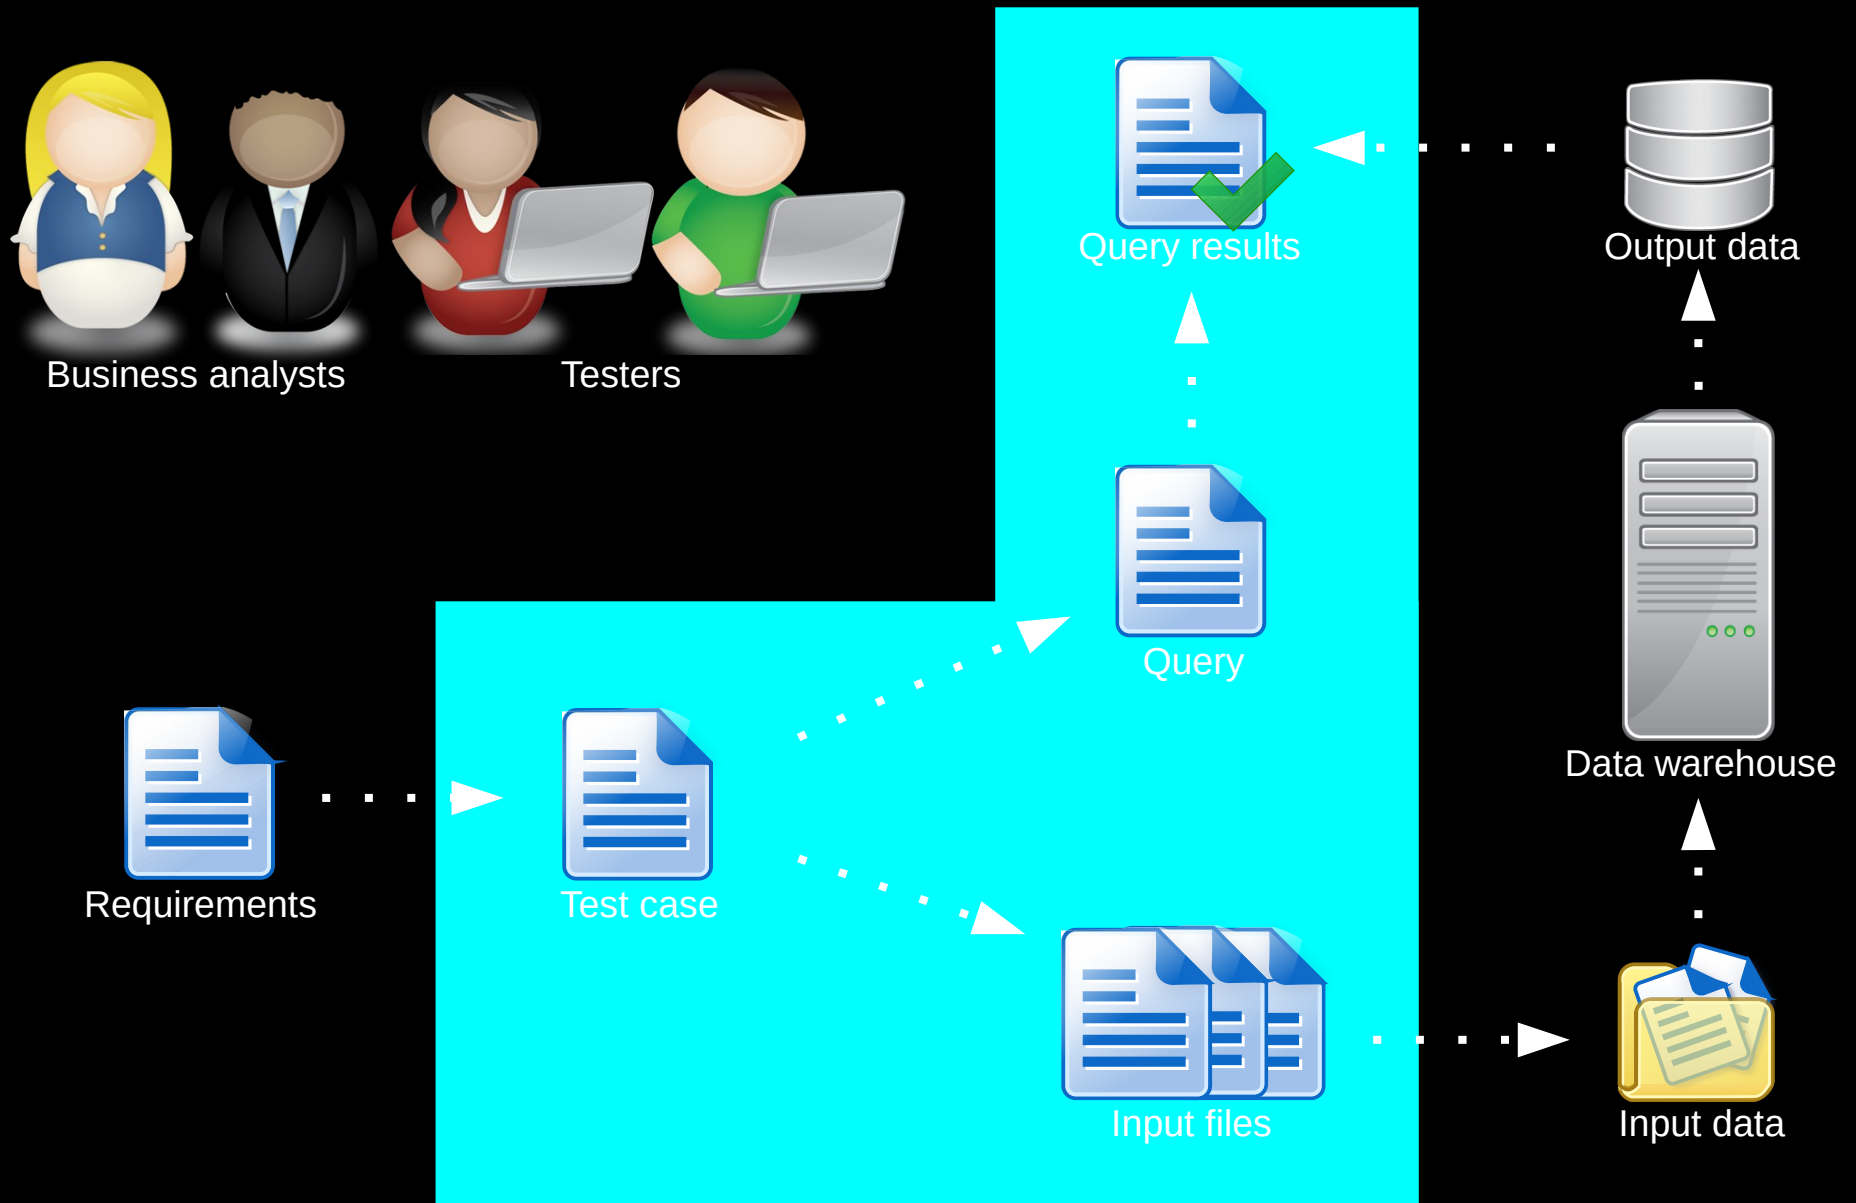 Query results
Output data
Business analysts
Testers
Query
Data warehouse
Requirements
Test case
Input files
Input data